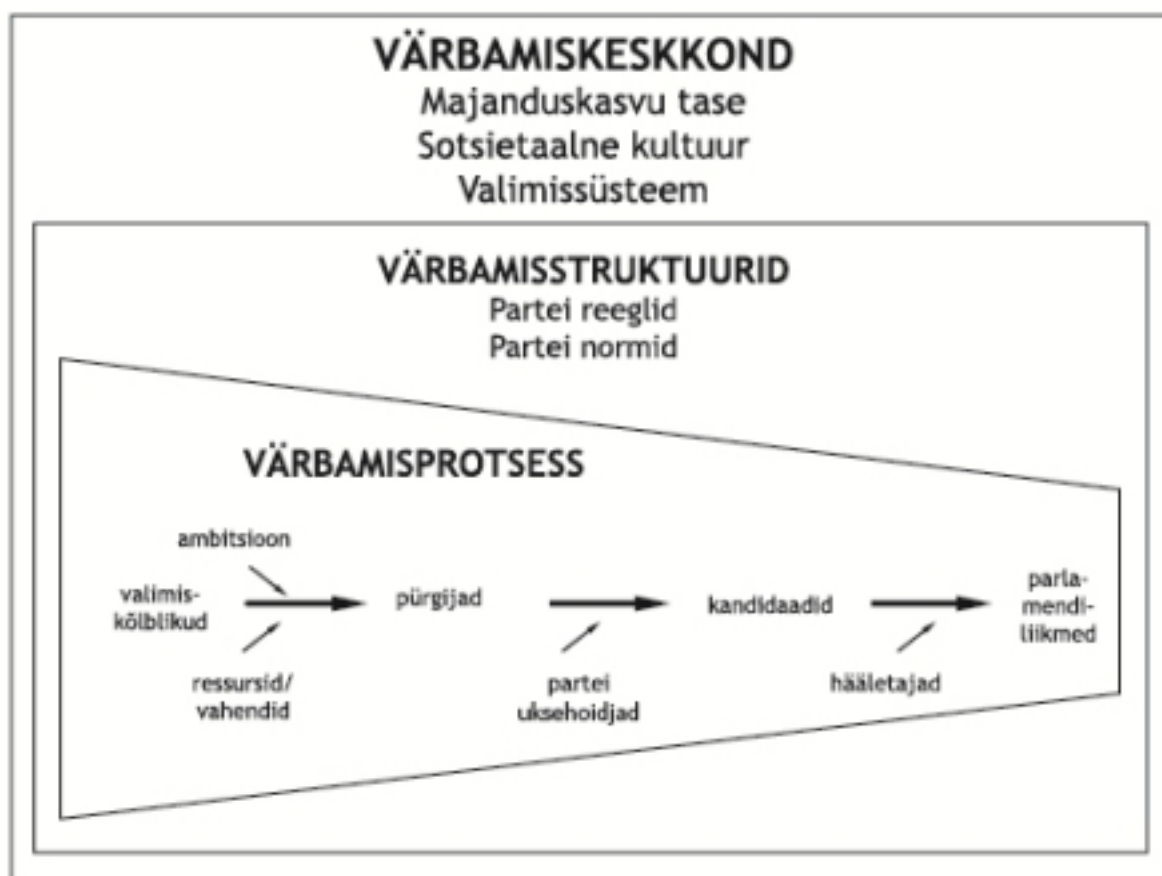 VÄRBAMISKESKKOND
Majanduskasvu tase
Sotsietaalne kultuur
Valimissüsteem
VÄRBAMISSTRUKTUURID
Partei reeglid
Partei normid
VÄRBAMISPROTSESS
ambitsioon
valimis-
kõlblikud
ressursid/
vahendid
pürgijad
partei
uksehoidjad
kandidaadid
hääletajad
parla-
mendi-
liikmed